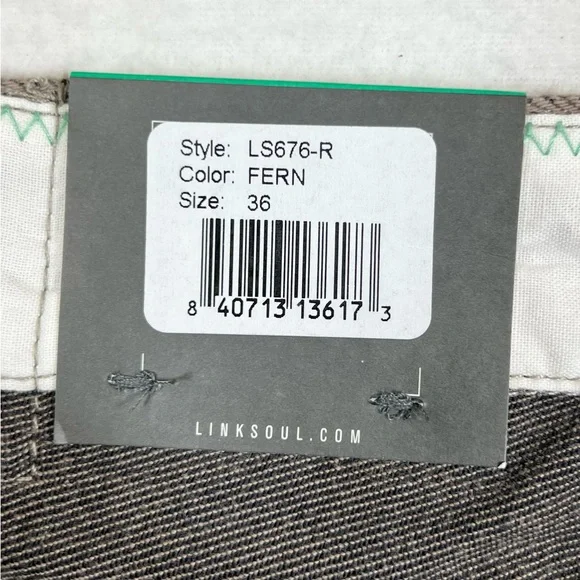 Style: LS676-R
Color: FERN
Size: 36
8 40713 13617 3
LINKSOUL.COM